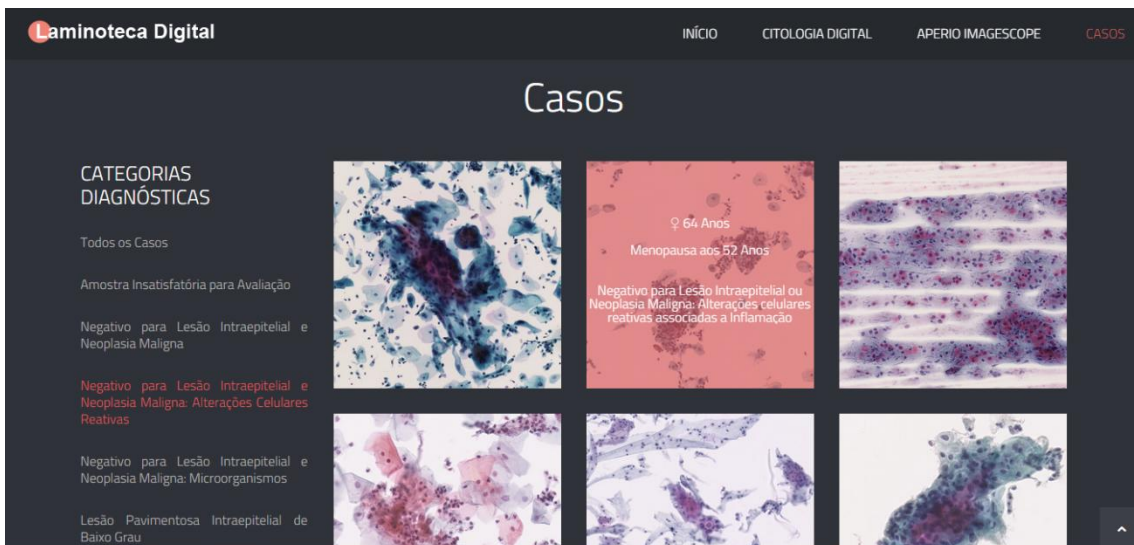 Laminoteca Digital
INÍCIO
CITOLOGIA DIGITAL
APERIO IMAGESCOPE
CASOS
Casos
CATEGORIAS
DIAGNÓSTICAS
Todos os Casos
Amostra Insatisfatória para Avaliação
Negativo para Lesão Intraepitelial e
Neoplasia Maligna
Negativo para Lesão Intraepitelial e
Neoplasia Maligna: Alterações Celulares
Reativas
Negativo para Lesão Intraepitelial e
Neoplasia Maligna: Microorganismos
Lesão Pavimentosa Intraepitelial de
Baixo Grau
♀ 64 Anos
Menopausa aos 52 Anos
Negativo para Lesão Intraepitelial ou
Neoplasia Maligna: Alterações celulares
reativas associadas a Inflamação